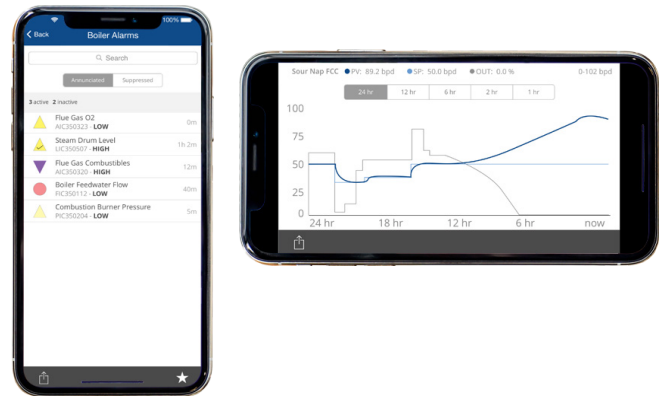 100%
Back
Boiler Alarms
Search
Annunciated Suppressed
3 active 2 inactive
Flue Gas O2
AIC350323 - LOW
0m
Steam Drum Level
LIC350507 - HIGH
1h 2m
Flue Gas Combustibles
AIC350320 - HIGH
12m
Boiler Feedwater Flow
FIC350112 - LOW
40m
Combustion Burner Pressure
PIC350204 - LOW
5m
Sour Nap FCC PV: 89.2 bpd SP: 50.0 bpd OUT: 0.0 % 0-102 bpd
24 hr 12 hr 6 hr 2 hr 1 hr
100
75
50
25
0
24 hr 18 hr 12 hr 6 hr now